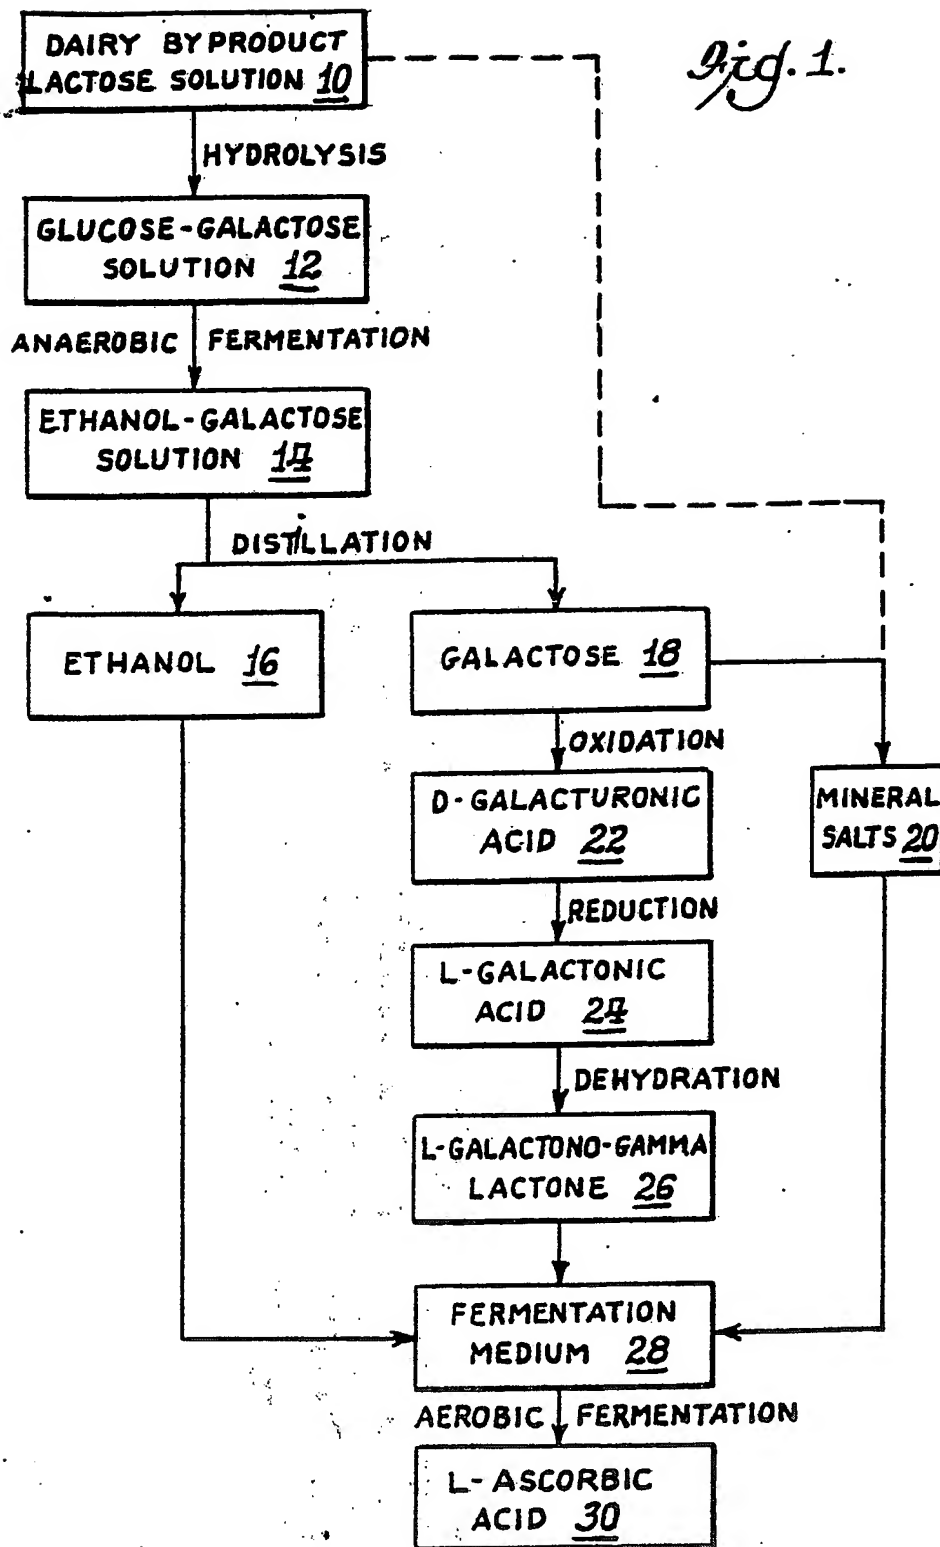 Fig. 1.
DAIRY BYPRODUCT
LACTOSE SOLUTION 10
HYDROLYSIS
GLUCOSE-GALACTOSE
SOLUTION 12
ANAEROBIC FERMENTATION
ETHANOL-GALACTOSE
SOLUTION 14
DISTILLATION
ETHANOL 16
GALACTOSE 18
OXIDATION
D-GALACTURONIC
ACID 22
MINERAL
SALTS 20
REDUCTION
L-GALACTONIC
ACID 24
DEHYDRATION
L-GALACTONO-GAMMA
LACTONE 26
FERMENTATION
MEDIUM 28
AEROBIC FERMENTATION
L-ASCORBIC
ACID 30